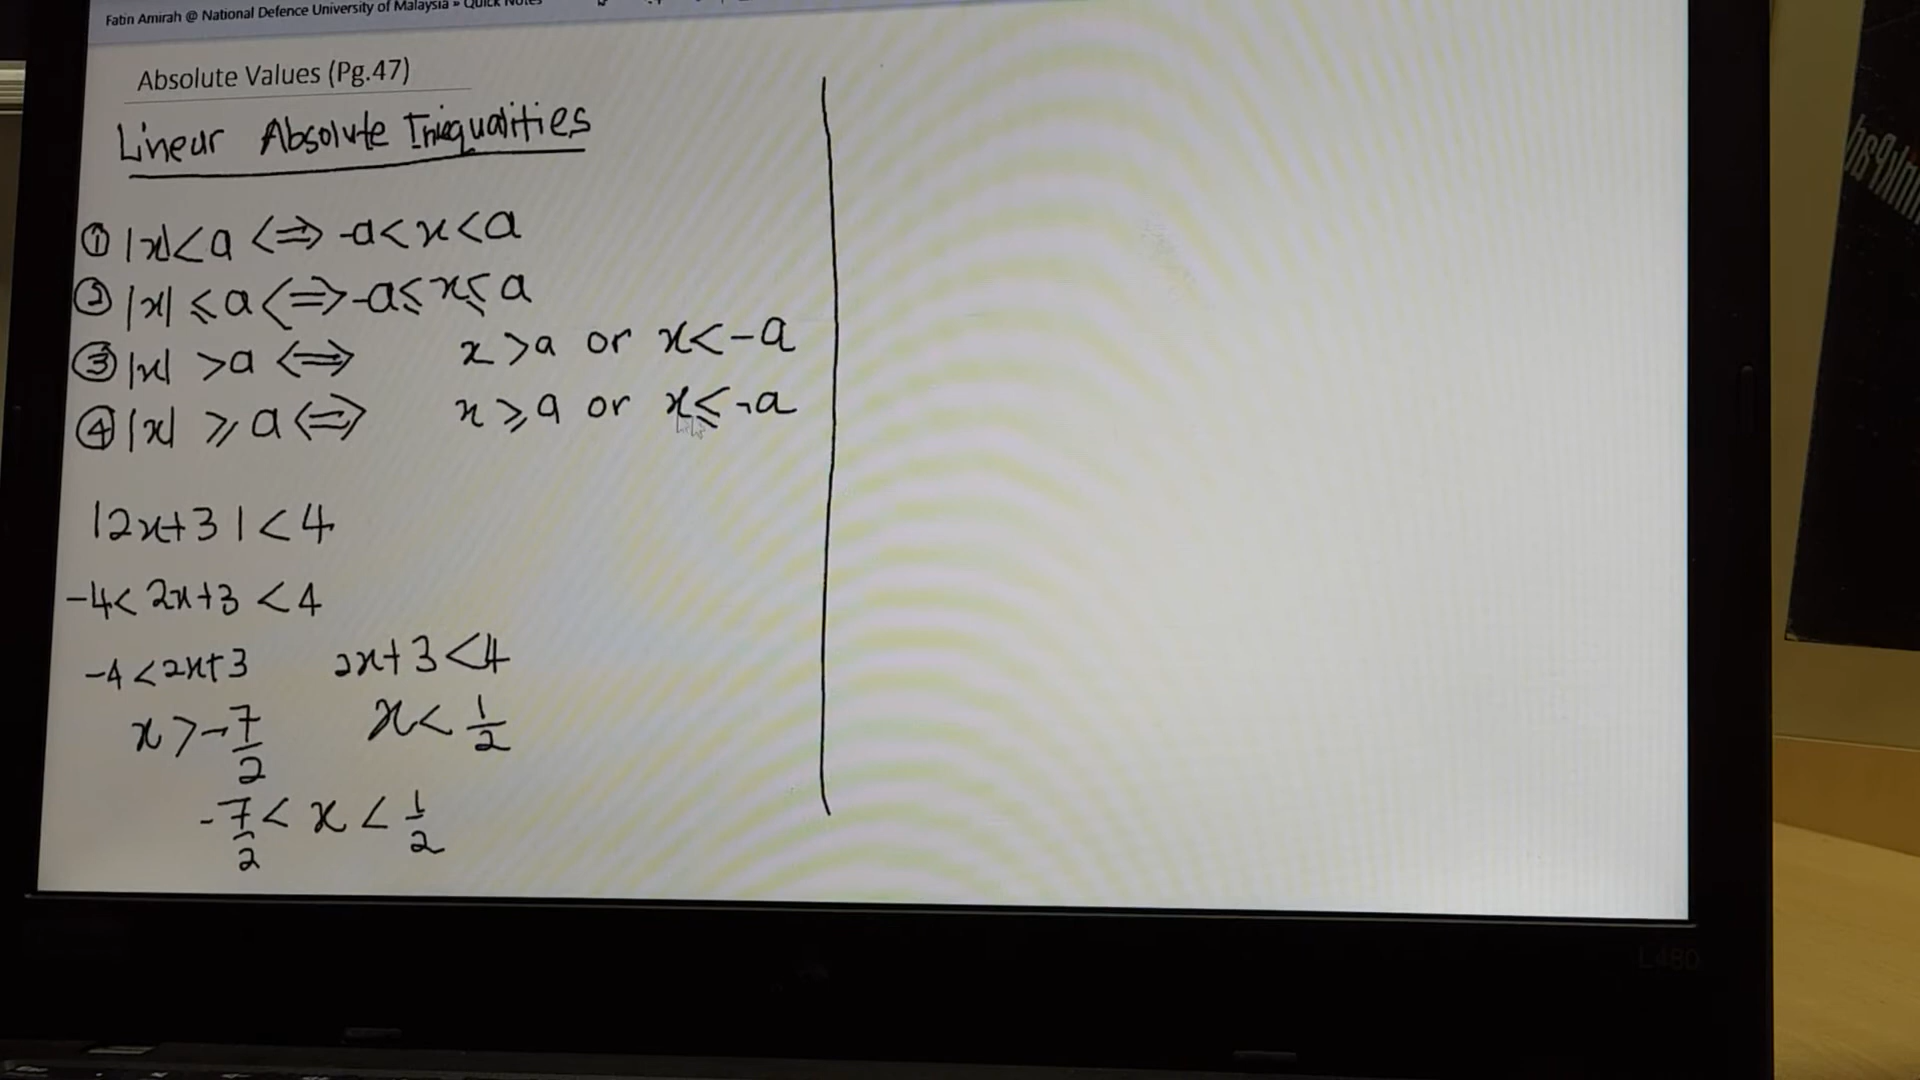 Fatin Amirah @ National Defence University of Malaysia » Quick Notes
Absolute Values (Pg.47)
Linear Absolute Inequalities
① |x| < a ⟺ -a < x < a
② |x| ⩽ a ⟺ -a ⩽ x ⩽ a
③ |x| > a ⟺ x > a or x < -a
④ |x| ⩾ a ⟺ x ⩾ a or x ⩽ -a
|2x+3| < 4
-4 < 2x+3 < 4
-4 < 2x+3 2x+3 < 4
x > -7/2 x < 1/2
-7/2 < x < 1/2
L480